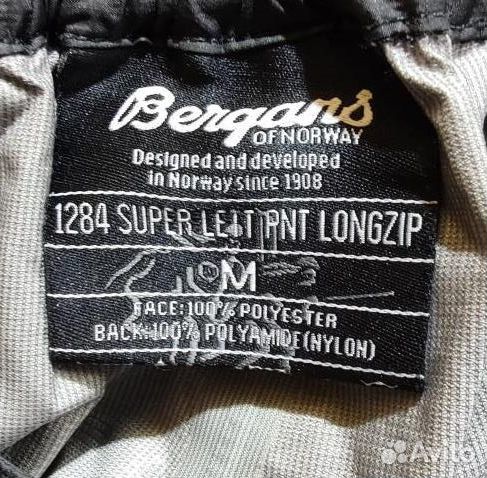 Bergans
OF NORWAY
Designed and developed
in Norway since 1908
1284 SUPER LETT PNT LONGZIP
M
FACE:100% POLYESTER
BACK:100% POLYAMIDE(NYLON)
Avito